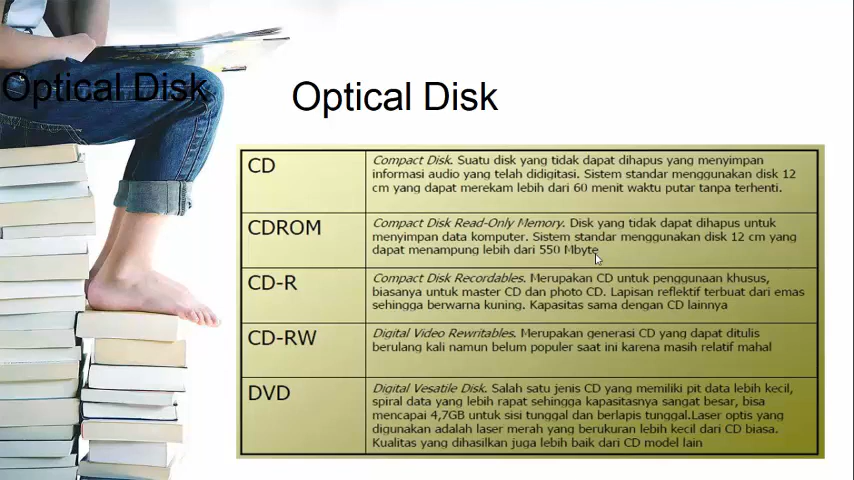 Optical Disk
Optical Disk
CD
Compact Disk. Suatu disk yang tidak dapat dihapus yang menyimpan
informasi audio yang telah didigitasi. Sistem standar menggunakan disk 12
cm yang dapat merekam lebih dari 60 menit waktu putar tanpa terhenti.
CDROM
Compact Disk Read-Only Memory. Disk yang tidak dapat dihapus untuk
menyimpan data komputer. Sistem standar menggunakan disk 12 cm yang
dapat menampung lebih dari 550 Mbyte
CD-R
Compact Disk Recordables. Merupakan CD untuk penggunaan khusus,
biasanya untuk master CD dan photo CD. Lapisan reflektif terbuat dari emas
sehingga berwarna kuning. Kapasitas sama dengan CD lainnya
CD-RW
Digital Video Rewritables. Merupakan generasi CD yang dapat ditulis
berulang kali namun belum populer saat ini karena masih relatif mahal
DVD
Digital Vesatile Disk. Salah satu jenis CD yang memiliki pit data lebih kecil,
spiral data yang lebih rapat sehingga kapasitasnya sangat besar, bisa
mencapai 4,7GB untuk sisi tunggal dan berlapis tunggal.Laser optis yang
digunakan adalah laser merah yang berukuran lebih kecil dari CD biasa.
Kualitas yang dihasilkan juga lebih baik dari CD model lain